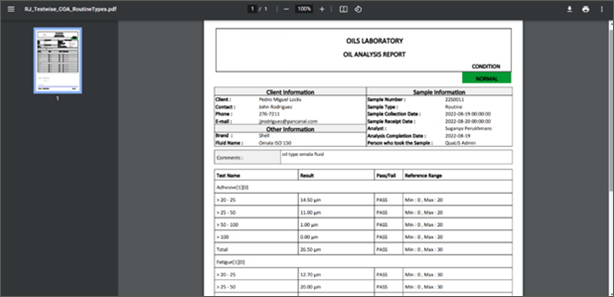 RJ_Testwise_COA_RoutineTypes.pdf 1 / 1 100%
1
OILS LABORATORY
OIL ANALYSIS REPORT
CONDITION
NORMAL
Client Information Sample Information
Client : Pedro Miguel Locks Sample Number : 2250011
Contact : John Rodriguez Sample Type : Routine
Phone : 276-7211 Sample Collection Date : 2022-08-19 00:00:00
E-mail : jjrodriguez@pancanal.com Sample Receipt Date : 2022-08-20 00:00:00
Other Information Analyst : Suganya Perukhmans
Brand : Shell Analysis Completion Date : 2022-08-19
Fluid Name : Omala ISO 150 Person who took the Sample : QualLIS Admin
Comments : oil type omala fluid
Test Name Result Pass/Fail Reference Range
Adhesive[1][0]
> 20 - 25 14.50 µm PASS Min : 0 , Max : 20
> 25 - 50 11.00 µm PASS Min : 0 , Max : 20
> 50 - 100 1.00 µm PASS Min : 0 , Max : 20
> 100 0.00 µm PASS Min : 0 , Max : 20
Total 26.50 µm PASS Min : 0 , Max : 30
Fatigue[1][0]
> 20 - 25 12.70 µm PASS Min : 0 , Max : 30
> 25 - 50 20.00 µm PASS Min : 0 , Max : 30